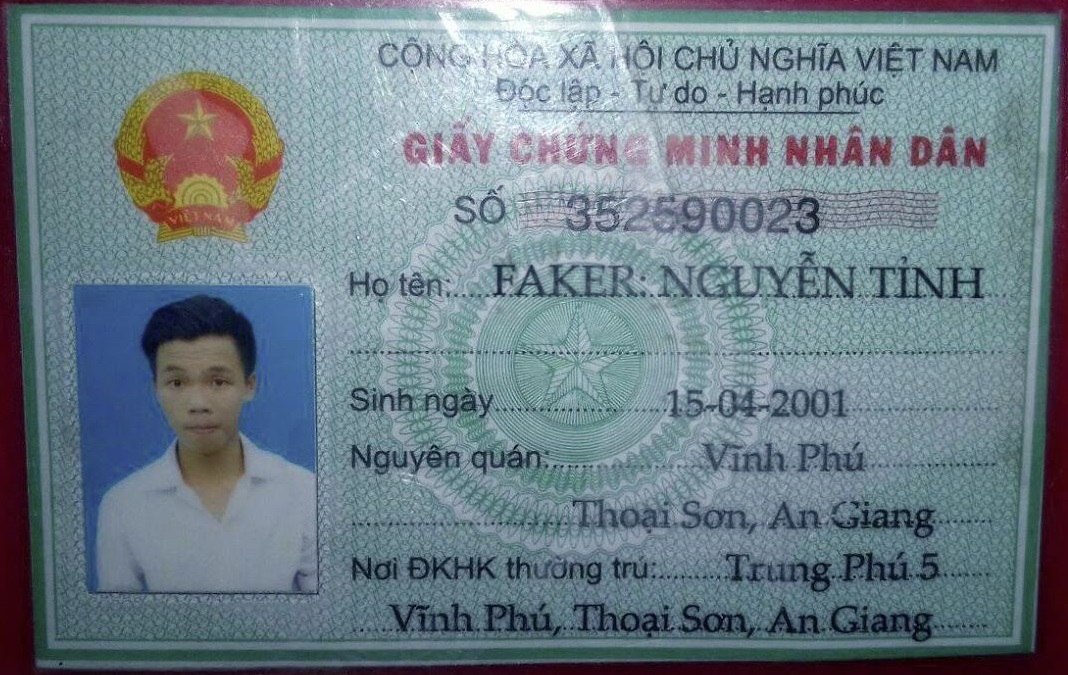 CỘNG HÒA XÃ HỘI CHỦ NGHĨA VIỆT NAM
Độc lập - Tự do - Hạnh phúc
GIẤY CHỨNG MINH NHÂN DÂN
SỐ 352590023
Họ tên: FAKER: NGUYỄN TỈNH
Sinh ngày 15-04-2001
Nguyên quán: Vĩnh Phú
Thoại Sơn, An Giang
Nơi ĐKHK thường trú: Trung Phú 5
Vĩnh Phú, Thoại Sơn, An Giang
VIỆT NAM